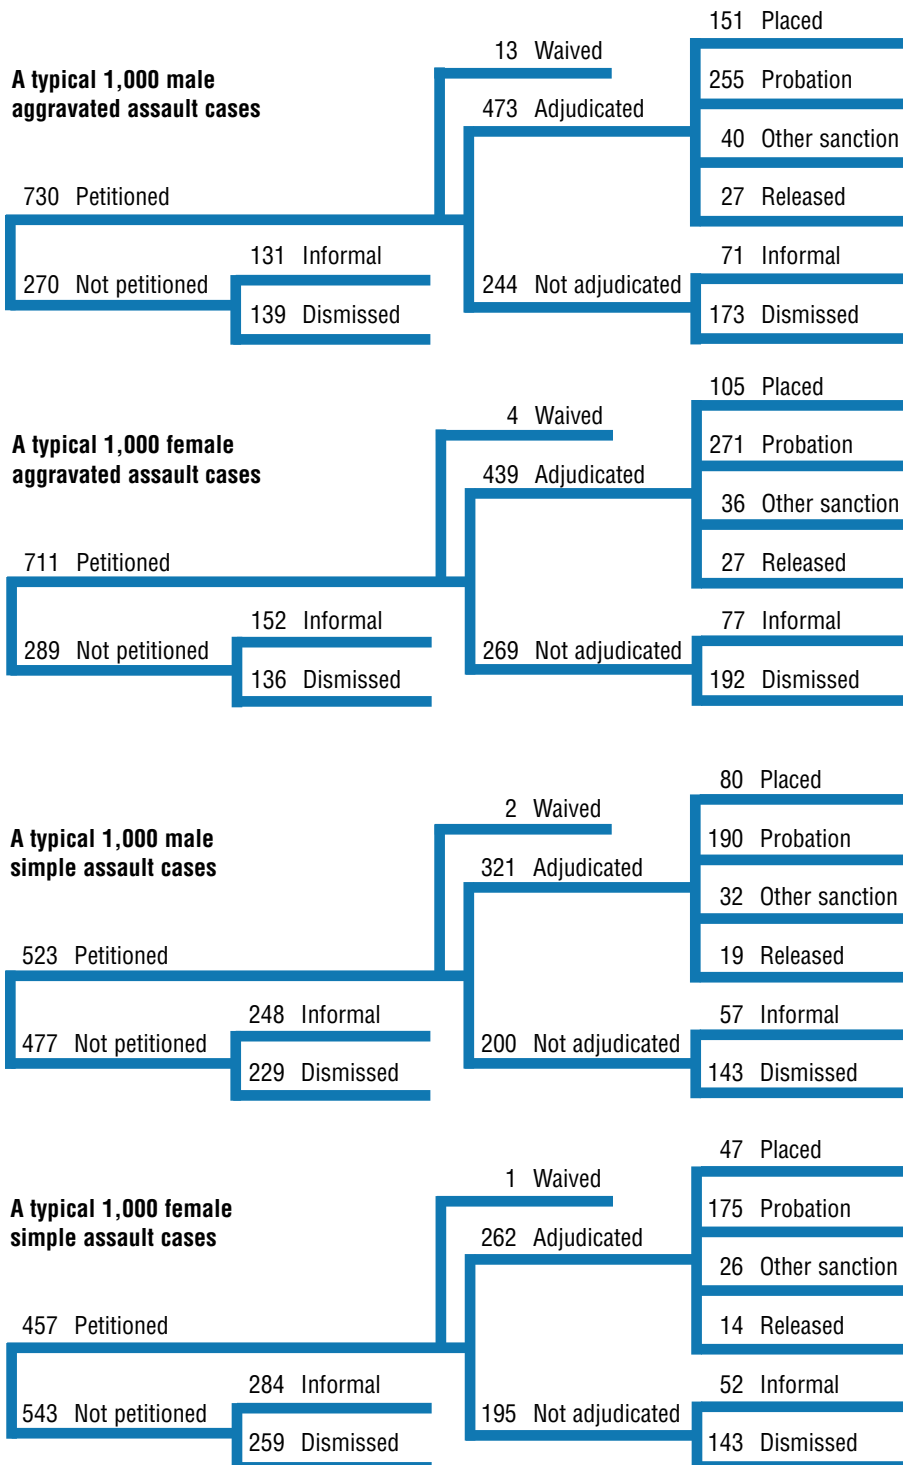 151 Placed
13 Waived
A typical 1,000 male
aggravated assault cases
255 Probation
473 Adjudicated
40 Other sanction
730 Petitioned
27 Released
131 Informal
71 Informal
270 Not petitioned
244 Not adjudicated
139 Dismissed
173 Dismissed
105 Placed
4 Waived
A typical 1,000 female
aggravated assault cases
271 Probation
439 Adjudicated
36 Other sanction
711 Petitioned
27 Released
152 Informal
77 Informal
289 Not petitioned
269 Not adjudicated
136 Dismissed
192 Dismissed
80 Placed
2 Waived
A typical 1,000 male
simple assault cases
190 Probation
321 Adjudicated
32 Other sanction
523 Petitioned
19 Released
248 Informal
57 Informal
477 Not petitioned
200 Not adjudicated
229 Dismissed
143 Dismissed
47 Placed
1 Waived
A typical 1,000 female
simple assault cases
175 Probation
262 Adjudicated
26 Other sanction
457 Petitioned
14 Released
284 Informal
52 Informal
543 Not petitioned
195 Not adjudicated
259 Dismissed
143 Dismissed